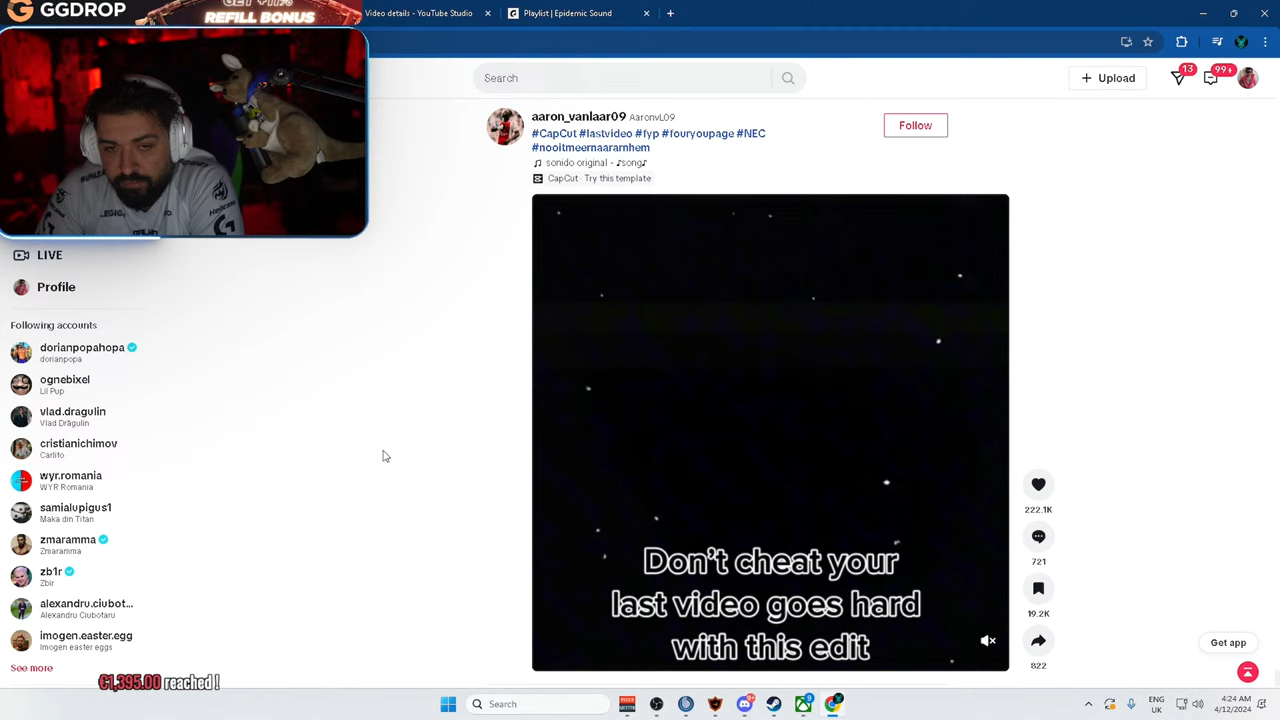 GGDROP
REFILL BONUS
Video details - YouTube Studio
Playlist | Epidemic Sound
Search
Upload
13
99+
aaron_vanlaar09 AaronvL09
Follow
#CapCut #lastvideo #fyp #fouryoupage #NEC
#nooitmeernaararnhem
sonido original - ♪song♪
CapCut · Try this template
LIVE
Profile
Following accounts
dorianpopahopa
dorianpopa
ognebixel
Lil Pup
vlad.dragulin
Vlad Drăgulin
cristianichimov
Carlito
wyr.romania
WYR Romania
samialupigus1
Maka din Titan
zmaramma
Zmaramma
zb1r
Zbir
alexandru.ciubot...
Alexandru Ciubotaru
imogen.easter.egg
Imogen easter eggs
See more
€1,395.00 reached !
Don't cheat your
last video goes hard
with this edit
222.1K
721
19.2K
822
Get app
Search
ENG
UK
4:24 AM
4/12/2024